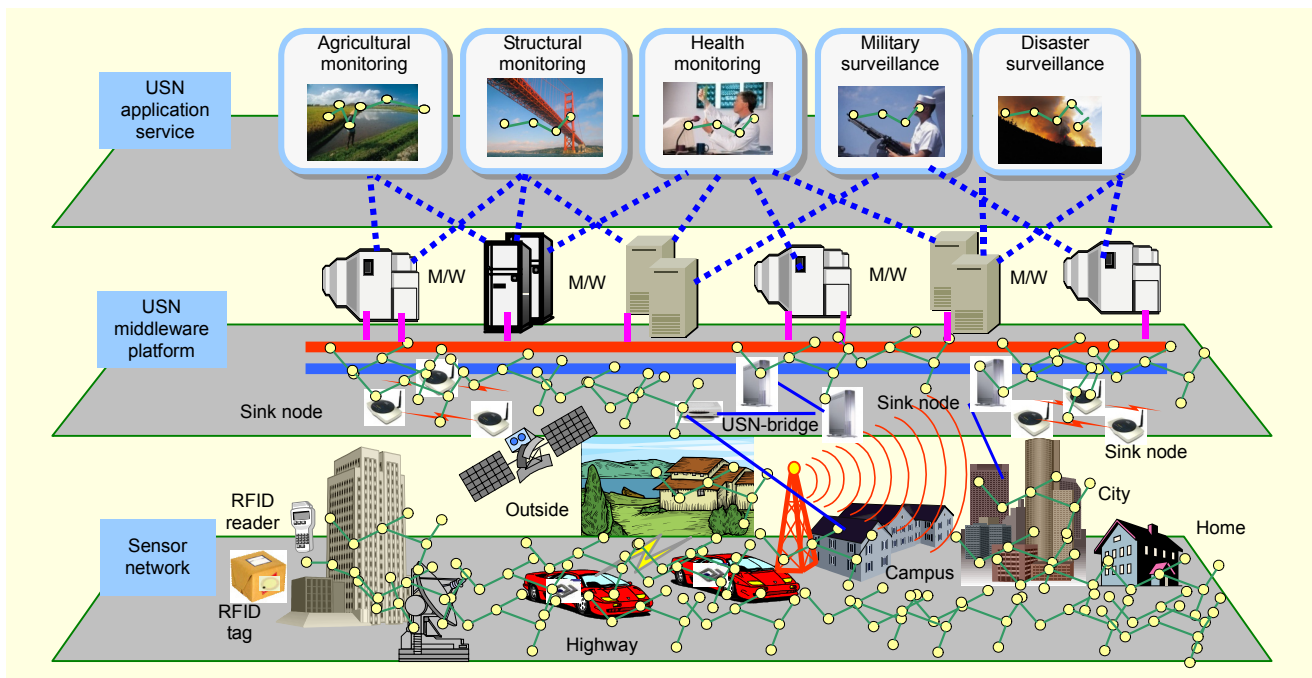 Agricultural
monitoring
Structural
monitoring
Health
monitoring
Military
surveillance
Disaster
surveillance
USN
application
service
M/W
M/W
M/W
M/W
USN
middleware
platform
Sink node
USN-bridge
Sink node
Sink node
RFID
reader
Outside
City
Home
Sensor
network
Campus
RFID
tag
Highway